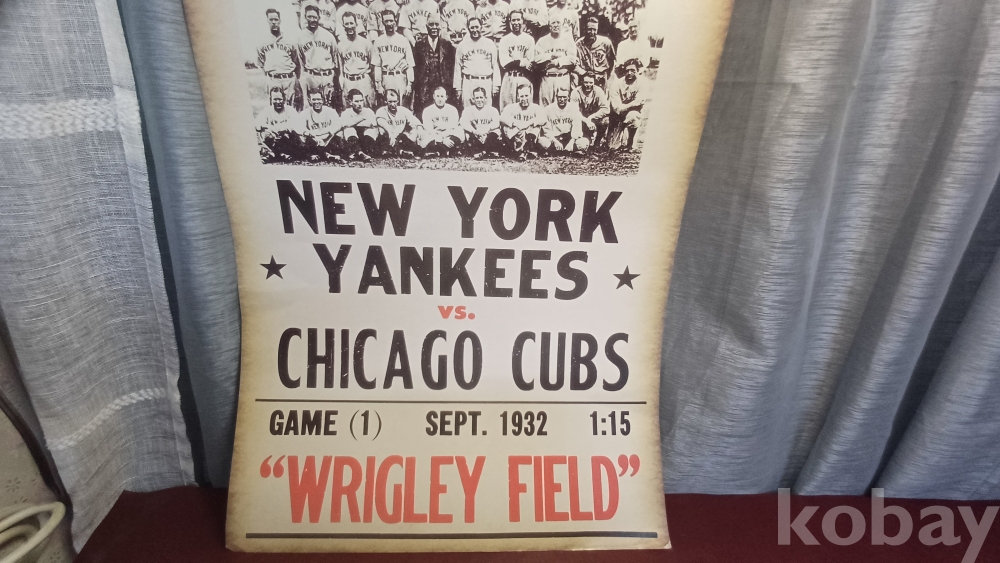 NEW YORK
YANKEES
vs.
CHICAGO CUBS
GAME (1) SEPT. 1932 1:15
“WRIGLEY FIELD”
kobay